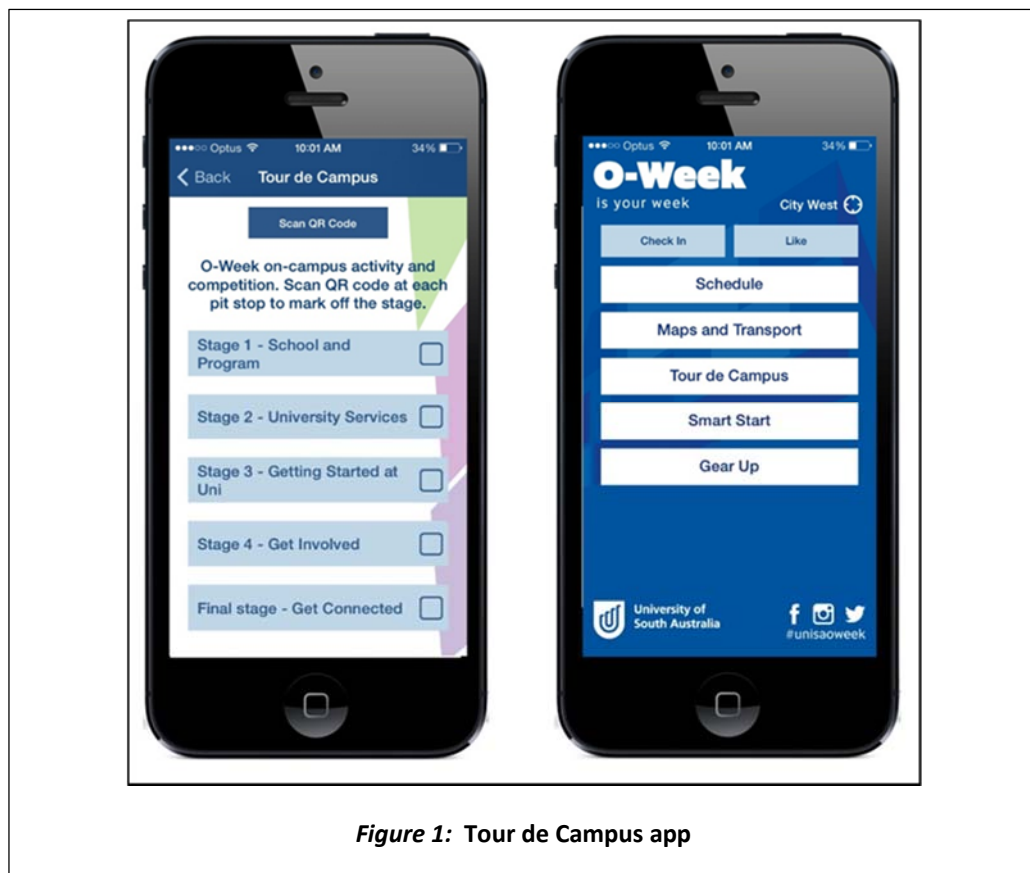 Optus 10:01 AM 34%
Back Tour de Campus
Scan QR Code
O-Week on-campus activity and
competition. Scan QR code at each
pit stop to mark off the stage.
Stage 1 - School and
Program
Stage 2 - University Services
Stage 3 - Getting Started at
Uni
Stage 4 - Get Involved
Final stage - Get Connected
Optus 10:01 AM 34%
O-Week
is your week
City West
Check In
Like
Schedule
Maps and Transport
Tour de Campus
Smart Start
Gear Up
University of
South Australia
#unisaoweek
Figure 1: Tour de Campus app